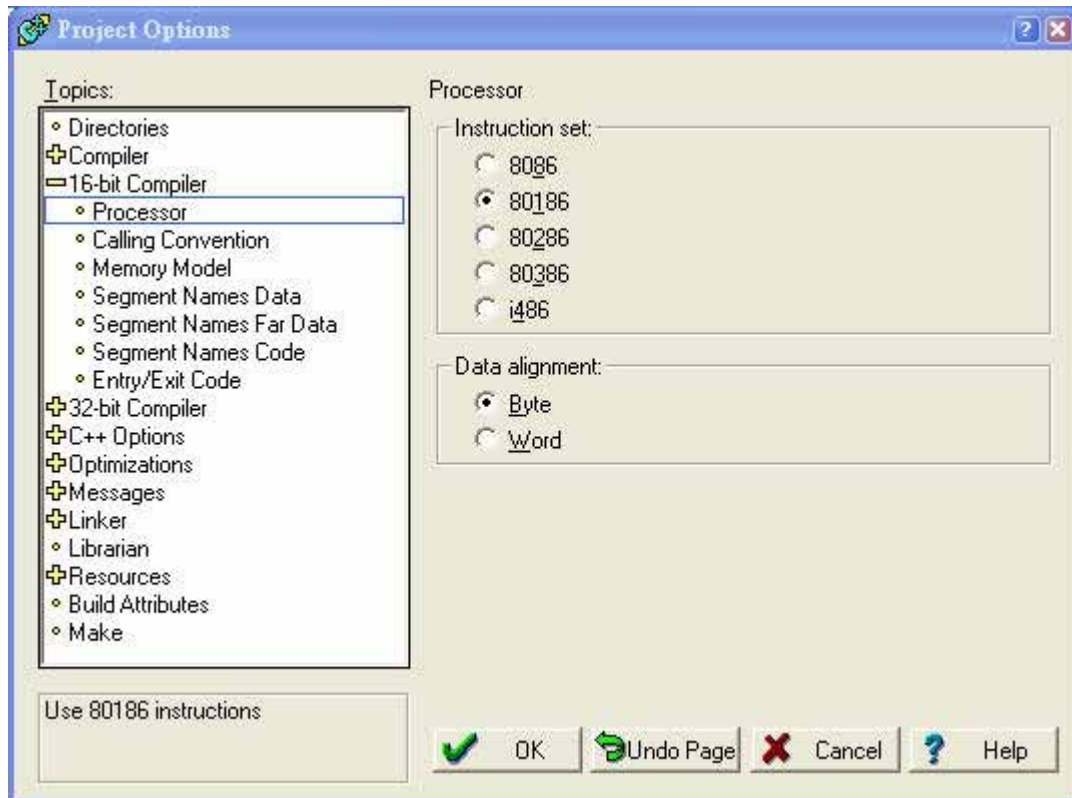 Project Options
Topics:
Directories
Compiler
16-bit Compiler
Processor
Calling Convention
Memory Model
Segment Names Data
Segment Names Far Data
Segment Names Code
Entry/Exit Code
32-bit Compiler
C++ Options
Optimizations
Messages
Linker
Librarian
Resources
Build Attributes
Make
Use 80186 instructions
Processor
Instruction set:
8086
80186
80286
80386
i486
Data alignment:
Byte
Word
OK
Undo Page
Cancel
Help